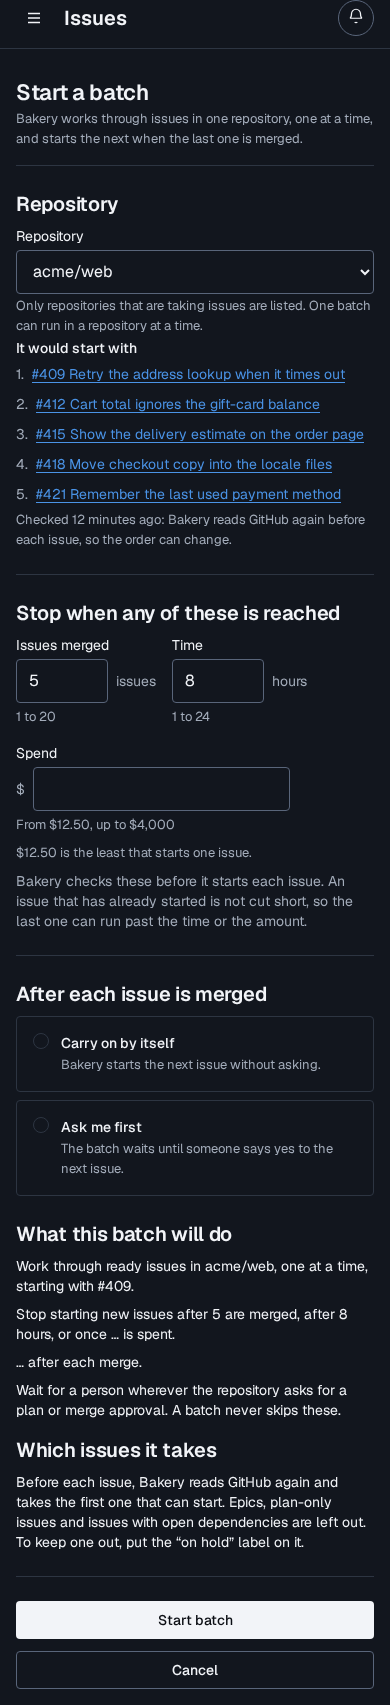 Issues
Start a batch
Bakery works through issues in one repository, one at a time,
and starts the next when the last one is merged.
Repository
Repository
acme/web
Only repositories that are taking issues are listed. One batch
can run in a repository at a time.
It would start with
1. #409 Retry the address lookup when it times out
2. #412 Cart total ignores the gift-card balance
3. #415 Show the delivery estimate on the order page
4. #418 Move checkout copy into the locale files
5. #421 Remember the last used payment method
Checked 12 minutes ago: Bakery reads GitHub again before
each issue, so the order can change.
Stop when any of these is reached
Issues merged Time
5 issues 8 hours
1 to 20 1 to 24
Spend
$
From $12.50, up to $4,000
$12.50 is the least that starts one issue.
Bakery checks these before it starts each issue. An
issue that has already started is not cut short, so the
last one can run past the time or the amount.
After each issue is merged
Carry on by itself
Bakery starts the next issue without asking.
Ask me first
The batch waits until someone says yes to the
next issue.
What this batch will do
Work through ready issues in acme/web, one at a time,
starting with #409.
Stop starting new issues after 5 are merged, after 8
hours, or once … is spent.
… after each merge.
Wait for a person wherever the repository asks for a
plan or merge approval. A batch never skips these.
Which issues it takes
Before each issue, Bakery reads GitHub again and
takes the first one that can start. Epics, plan-only
issues and issues with open dependencies are left out.
To keep one out, put the “on hold” label on it.
Start batch
Cancel